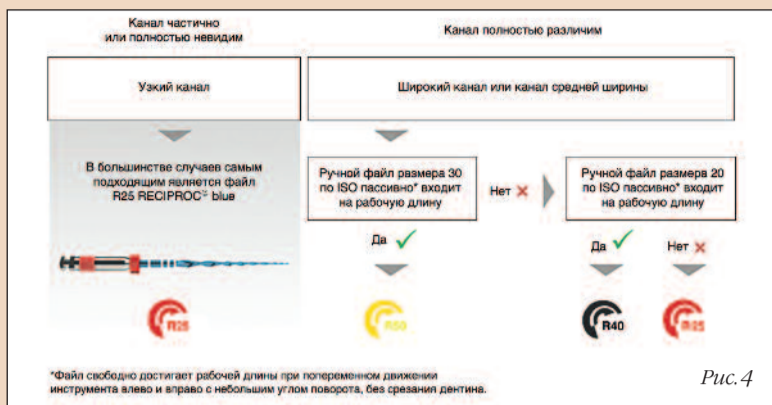 Канал частично
или полностью невидим
Канал полностью различим
Узкий канал
Широкий канал или канал средней ширины
В большинстве случаев самым
подходящим является файл
R25 RECIPROC® blue
Ручной файл размера 30
по ISO пассивно* входит
на рабочую длину
Нет
Ручной файл размера 20
по ISO пассивно* входит
на рабочую длину
Да
Да
Нет
R25
R50
R40
R25
*Файл свободно достигает рабочей длины при попеременном движении
инструмента влево и вправо с небольшим углом поворота, без срезания дентина.
Рис.4